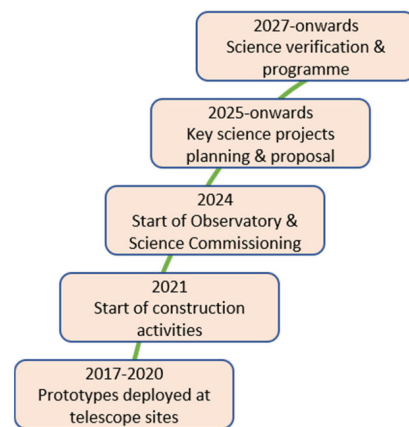 2027-onwards
Science verification &
programme
2025-onwards
Key science projects
planning & proposal
2024
Start of Observatory &
Science Commissioning
2021
Start of construction
activities
2017-2020
Prototypes deployed at
telescope sites